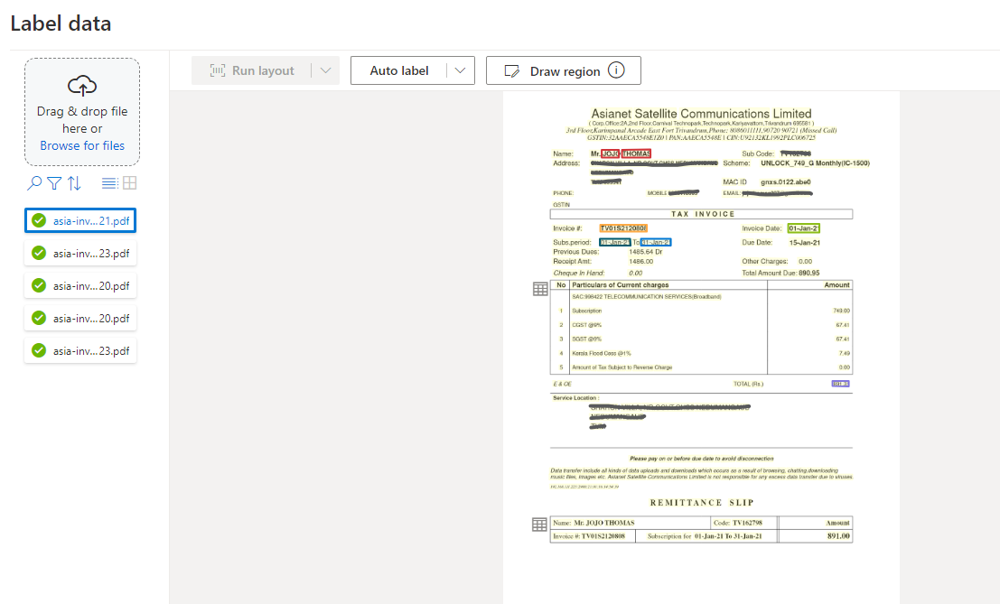 Label data
Drag & drop file
here or
Browse for files
asia-inv...21.pdf
asia-inv...23.pdf
asia-inv...20.pdf
asia-inv...20.pdf
asia-inv...23.pdf
Run layout
Auto label
Draw region
Asianet Satellite Communications Limited
( Corp.Office:2A,2nd Floor,Carnival Technopark,Technopark,Kariyavattom,Trivandrum 695581 )
3rd Floor,Karimpanal Arcade East Fort Trivandrum,Phone: 8086011111,90720 90721 (Missed Call)
GSTIN:32AAECA5548E1Z0 | PAN:AAECA5548E | CIN:U92132KL1992PLC006725
Name: Mr. JOJO THOMAS Sub Code:
Address: Scheme: UNLOCK_749_G Monthly(IC-1500)
MAC ID gnxs.0122.abe0
PHONE: MOBILE EMAIL:
GSTIN
TAX INVOICE
Invoice #: TV01S2120808 Invoice Date: 01-Jan-21
Subs.period: 01-Jan-21 To 31-Jan-21 Due Date: 15-Jan-21
Previous Dues: 1485.64 Dr
Receipt Amt: 1486.00 Other Charges: 0.00
Cheque In Hand: 0.00 Total Amount Due: 890.95
No Particulars of Current charges Amount
SAC:998422 TELECOMMUNICATION SERVICES(Broadband)
1 Subscription 749.00
2 CGST @9% 67.41
3 SGST @9% 67.41
4 Kerala Flood Cess @1% 7.49
5 Amount of Tax Subject to Reverse Charge 0.00
E & OE TOTAL (Rs.) 891.31
Service Location :
Please pay on or before due date to avoid disconnection
Data transfer include all kinds of data uploads and downloads which occurs as a result of browsing, chatting,downloading
music files, images etc. Asianet Satellite Communications Limited is not responsible for any excess data transfer due to viruses.
REMITTANCE SLIP
Name: Mr. JOJO THOMAS Code: TV162798 Amount
Invoice #: TV01S2120808 Subscription for 01-Jan-21 To 31-Jan-21 891.00